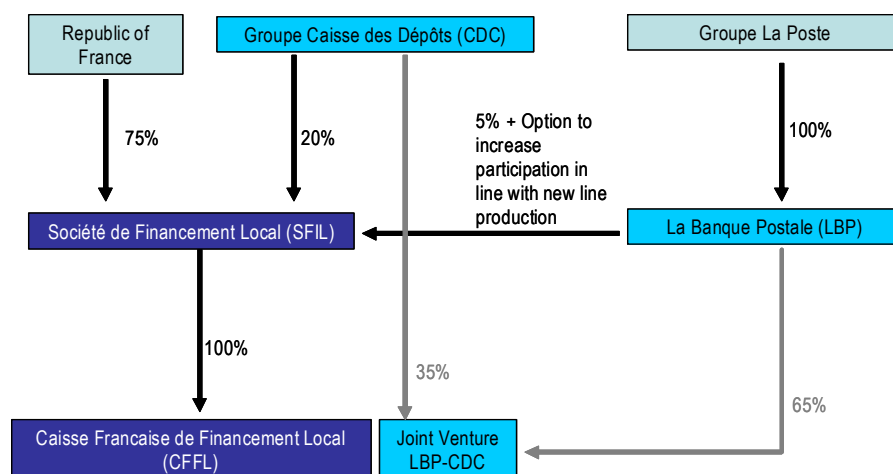 Republic of
France
Groupe Caisse des Dépôts (CDC)
Groupe La Poste
75%
20%
5% + Option to
increase
participation in
line with new line
production
100%
Société de Financement Local (SFIL)
La Banque Postale (LBP)
100%
35%
65%
Caisse Francaise de Financement Local
(CFFL)
Joint Venture
LBP-CDC